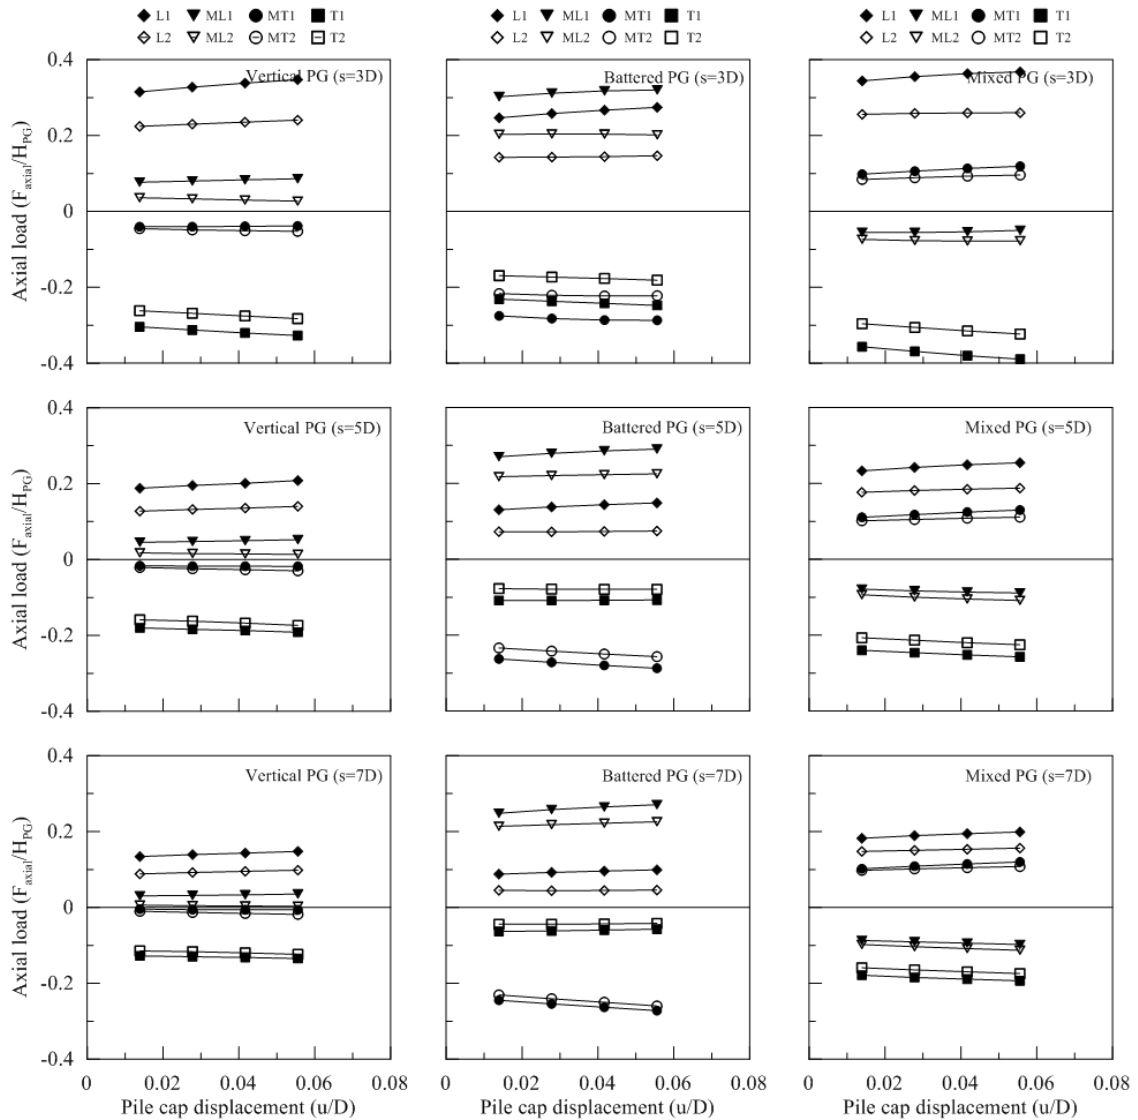 L1 ML1 MT1 T1
L2 ML2 MT2 T2
L1 ML1 MT1 T1
L2 ML2 MT2 T2
L1 ML1 MT1 T1
L2 ML2 MT2 T2
Axial load (F_axial/H_PG)
0.4
0.2
0
-0.2
-0.4
Vertical PG (s=3D)
Battered PG (s=3D)
Mixed PG (s=3D)
Axial load (F_axial/H_PG)
0.4
0.2
0
-0.2
-0.4
Vertical PG (s=5D)
Battered PG (s=5D)
Mixed PG (s=5D)
Axial load (F_axial/H_PG)
0.4
0.2
0
-0.2
-0.4
Vertical PG (s=7D)
Battered PG (s=7D)
Mixed PG (s=7D)
0 0.02 0.04 0.06 0.08
0 0.02 0.04 0.06 0.08
0 0.02 0.04 0.06 0.08
Pile cap displacement (u/D)
Pile cap displacement (u/D)
Pile cap displacement (u/D)